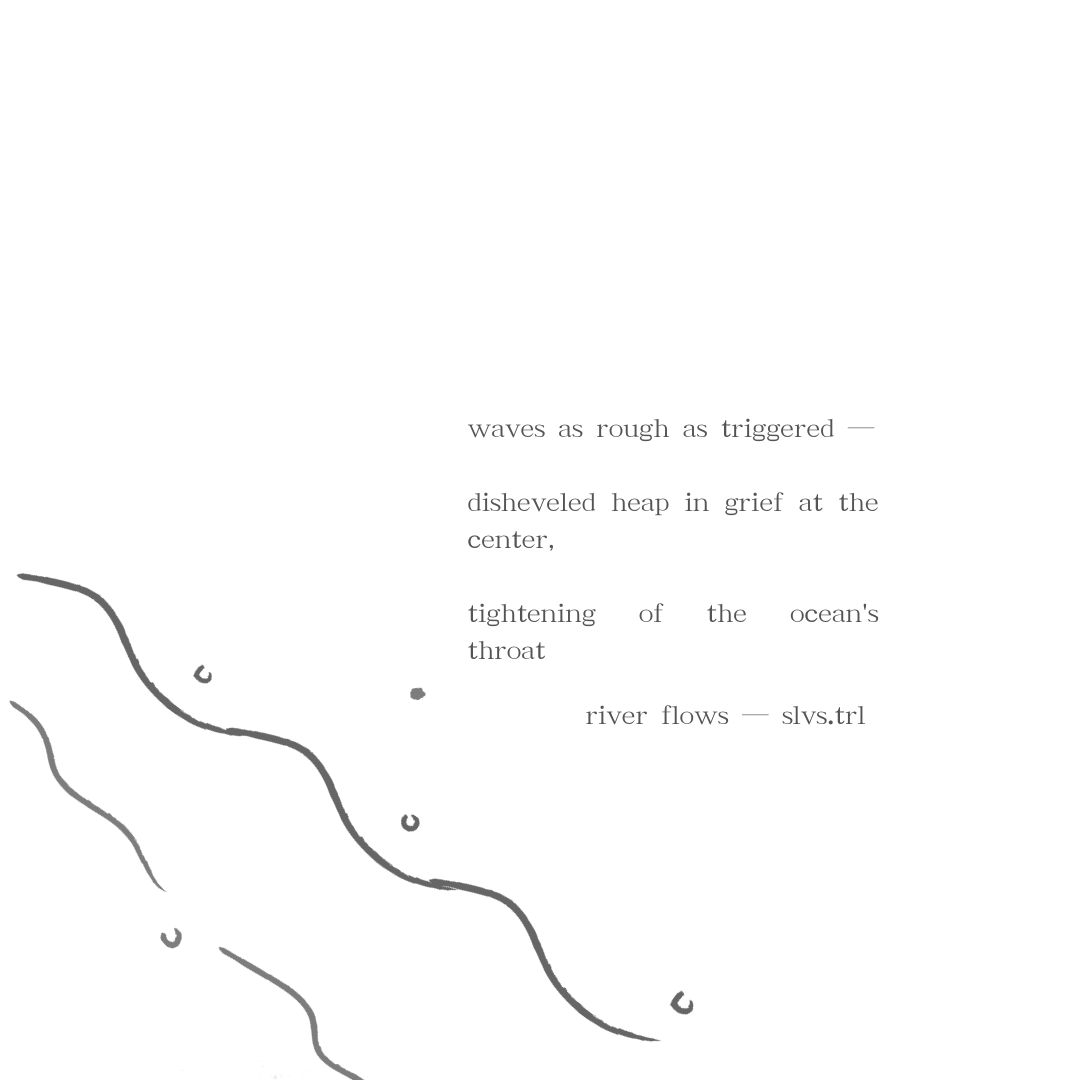 waves as rough as triggered —
disheveled heap in grief at the
center,
tightening of the ocean's
throat
river flows — slvs.trl